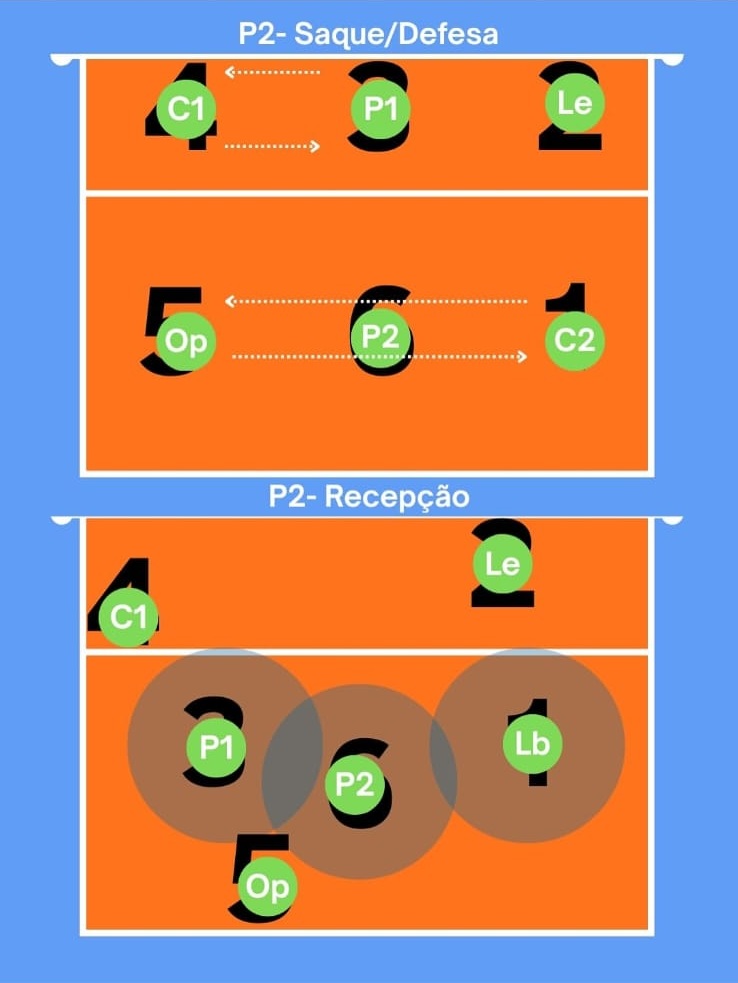 P2- Saque/Defesa
4 3 2
C1 P1 Le
5 6 1
Op P2 C2
P2- Recepção
2
Le
4
C1
3 6 1
P1 P2 Lb
5
Op